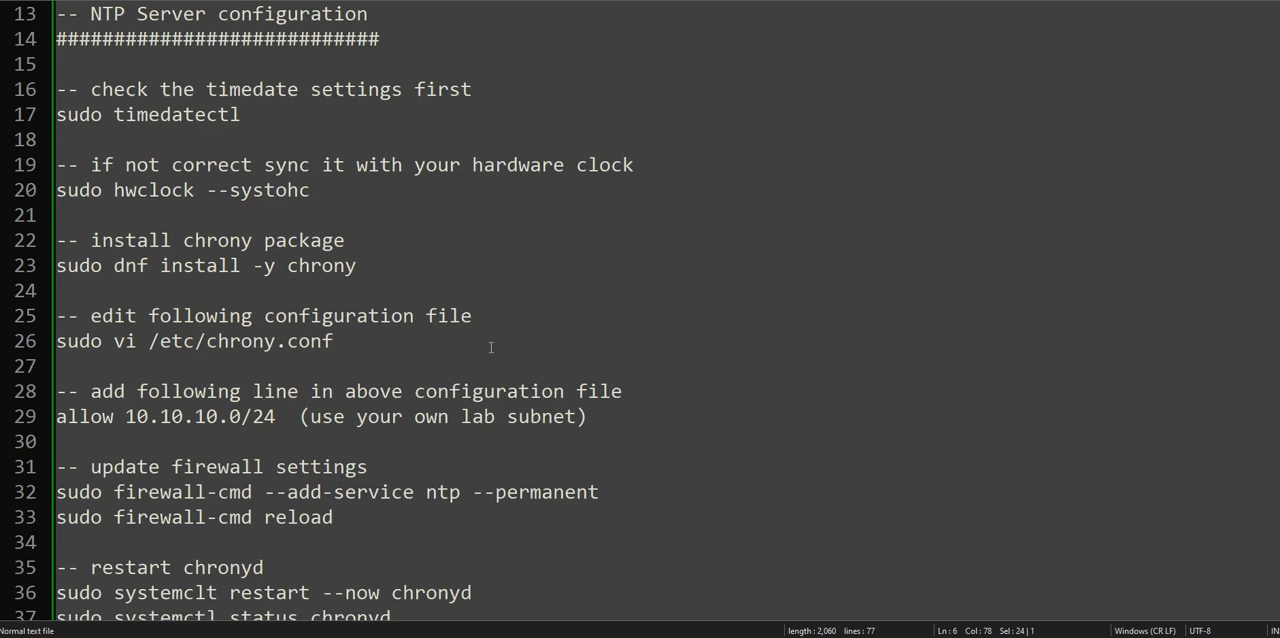 13 -- NTP Server configuration
14 ############################
15
16 -- check the timedate settings first
17 sudo timedatectl
18
19 -- if not correct sync it with your hardware clock
20 sudo hwclock --systohc
21
22 -- install chrony package
23 sudo dnf install -y chrony
24
25 -- edit following configuration file
26 sudo vi /etc/chrony.conf
27
28 -- add following line in above configuration file
29 allow 10.10.10.0/24  (use your own lab subnet)
30
31 -- update firewall settings
32 sudo firewall-cmd --add-service ntp --permanent
33 sudo firewall-cmd reload
34
35 -- restart chronyd
36 sudo systemclt restart --now chronyd
37 sudo systemctl status chronyd
Normal text file length : 2,060 lines : 77 Ln : 6 Col : 78 Sel : 24 | 1 Windows (CR LF) UTF-8 IN